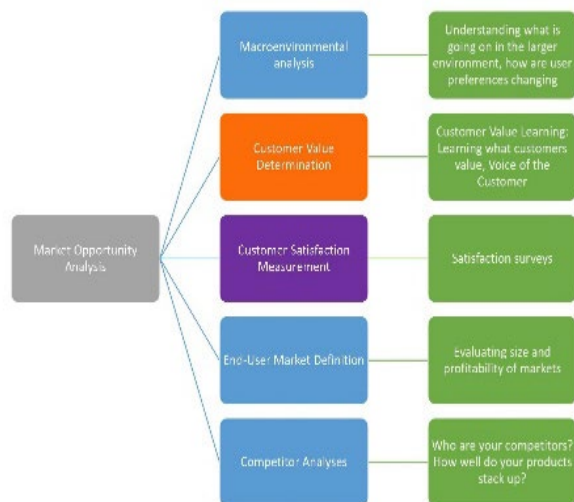 Macroenvironmental
analysis
Understanding what is
going on in the larger
environment, how are user
preferences changing
Customer Value
Determination
Customer Value Learning:
Learning what customers
value, Voice of the
Customer
Market Opportunity
Analysis
Customer Satisfaction
Measurement
Satisfaction surveys
End-User Market Definition
Evaluating size and
profitability of markets
Competitor Analyses
Who are your competitors?
How well do your products
stack up?